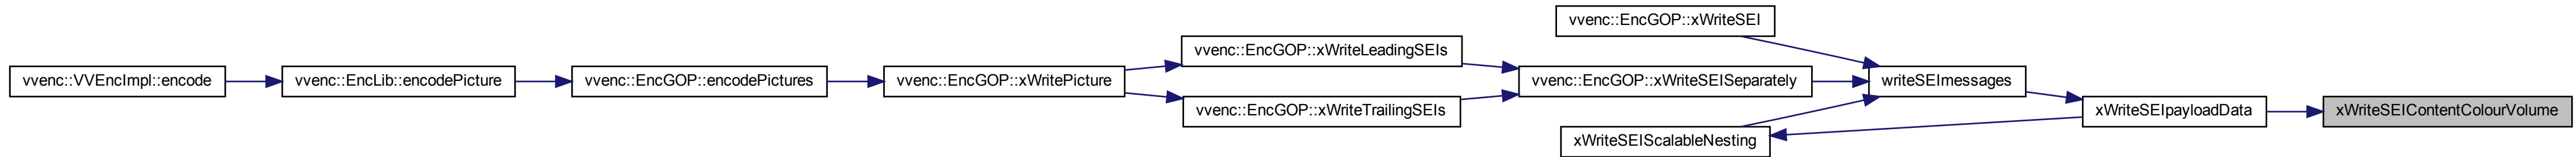 vvenc::EncGOP::xWriteSEI
vvenc::EncGOP::xWriteLeadingSEIs
vvenc::VVEncImpl::encode
vvenc::EncLib::encodePicture
vvenc::EncGOP::encodePictures
vvenc::EncGOP::xWritePicture
vvenc::EncGOP::xWriteSEISeparately
writeSEImessages
vvenc::EncGOP::xWriteTrailingSEIs
xWriteSEIpayloadData
xWriteSEIContentColourVolume
xWriteSEIScalableNesting